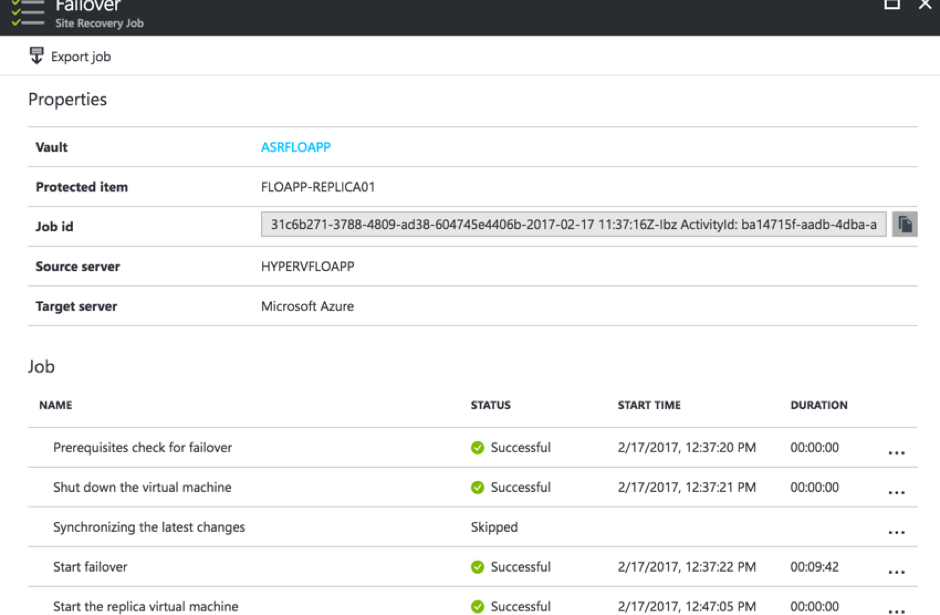 Failover
Site Recovery Job
Export job
Properties
Vault ASRFLOAPP
Protected item FLOAPP-REPLICA01
Job id 31c6b271-3788-4809-ad38-604745e4406b-2017-02-17 11:37:16Z-Ibz ActivityId: ba14715f-aadb-4dba-a
Source server HYPERVFLOAPP
Target server Microsoft Azure
Job
NAME STATUS START TIME DURATION
Prerequisites check for failover Successful 2/17/2017, 12:37:20 PM 00:00:00 ...
Shut down the virtual machine Successful 2/17/2017, 12:37:21 PM 00:00:00 ...
Synchronizing the latest changes Skipped ...
Start failover Successful 2/17/2017, 12:37:22 PM 00:09:42 ...
Start the replica virtual machine Successful 2/17/2017, 12:47:05 PM 00:00:00 ...